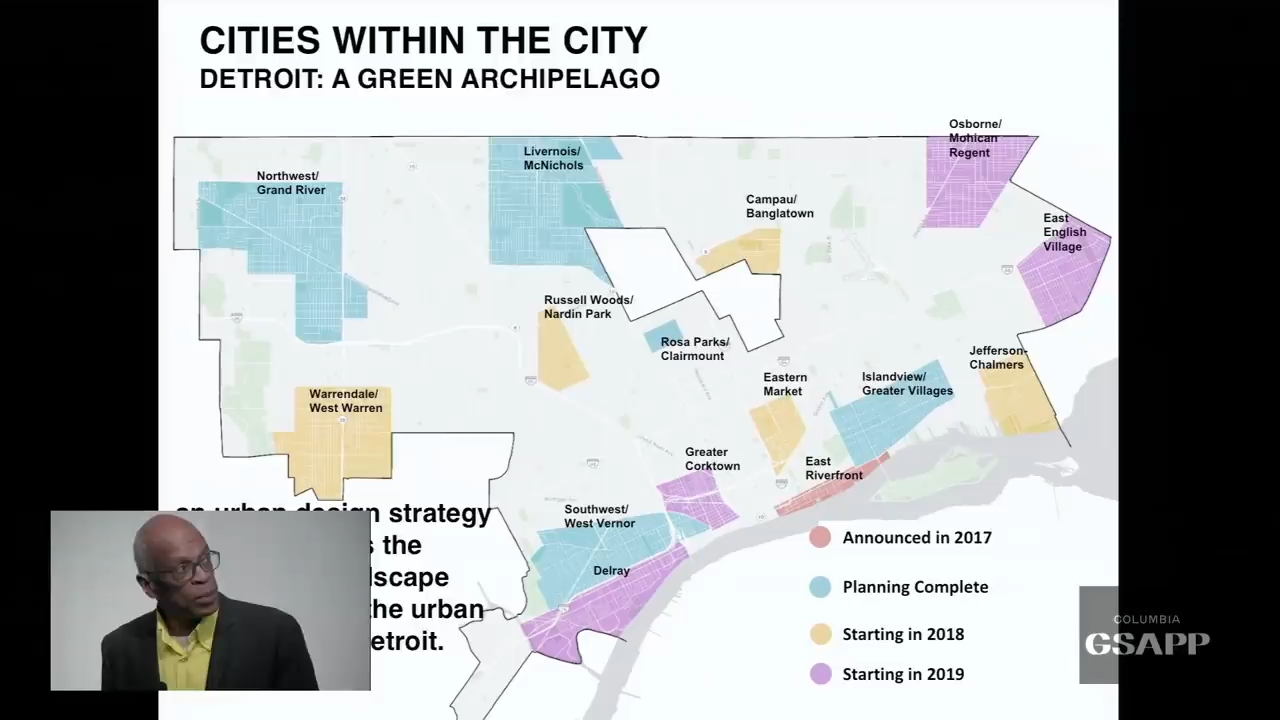 CITIES WITHIN THE CITY
DETROIT: A GREEN ARCHIPELAGO
Osborne/
Mohican
Regent
Livernois/
McNichols
Northwest/
Grand River
Campau/
Banglatown
East
English
Village
Russell Woods/
Nardin Park
Rosa Parks/
Clairmount
Jefferson-
Chalmers
Eastern
Market
Islandview/
Greater Villages
Warrendale/
West Warren
Greater
Corktown
East
Riverfront
Southwest/
West Vernor
Delray
an urban design strategy
the
the urban
Announced in 2017
Planning Complete
Starting in 2018
Starting in 2019
COLUMBIA
GSAPP